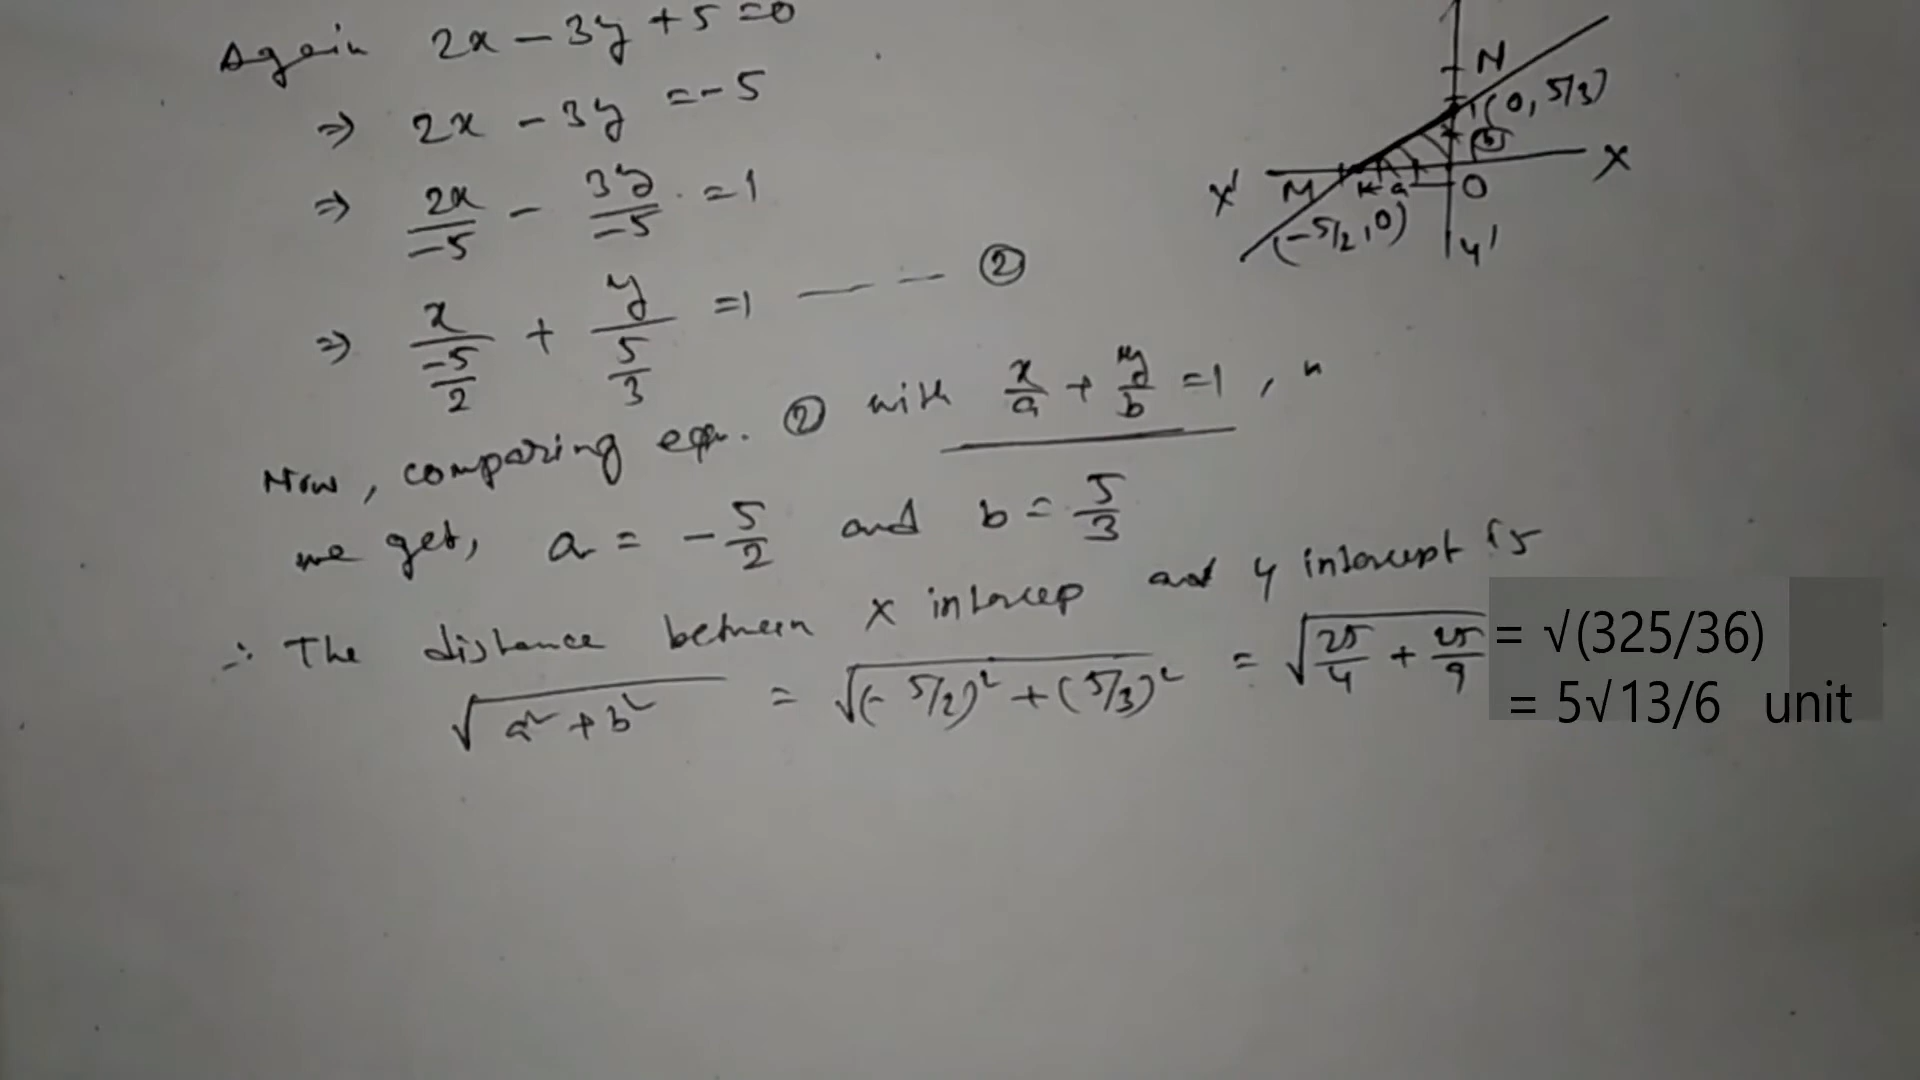 Again 2x - 3y + 5 = 0
⇒ 2x - 3y = -5
⇒ 2x/-5 - 3y/-5 = 1
⇒ x/(-5/2) + y/(5/3) = 1 — — — ②
Now, comparing eqn. ② with x/a + y/b = 1,
we get, a = -5/2 and b = 5/3
∴ The distance between x intercep and y intercept is
√(a² + b²) = √((-5/2)² + (5/3)²) = √(25/4 + 25/9) = √(325/36)
= 5√13/6 unit
N
(0, 5/3)
b
X' M a O X
(-5/2, 0)
Y'